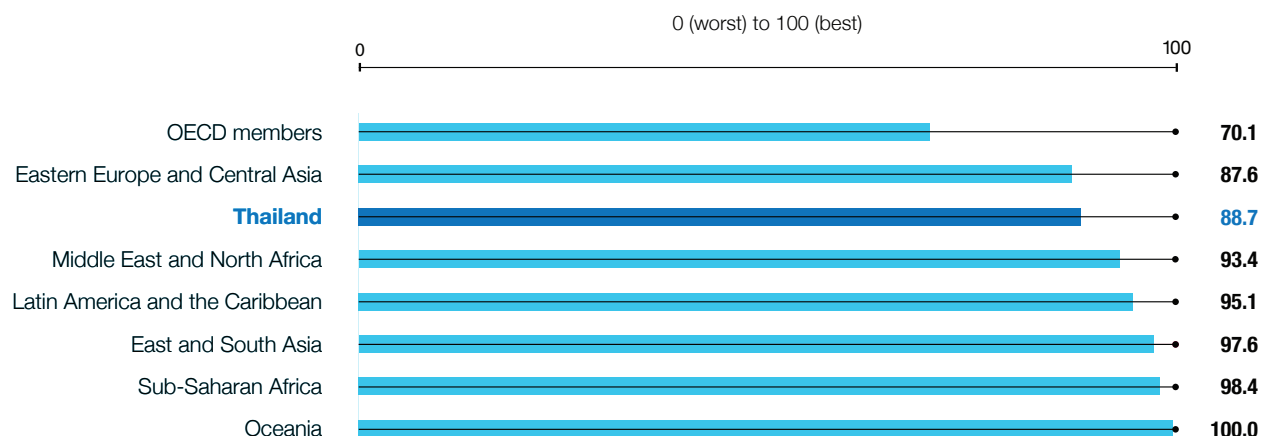 0 (worst) to 100 (best)
0 100
OECD members 70.1
Eastern Europe and Central Asia 87.6
Thailand 88.7
Middle East and North Africa 93.4
Latin America and the Caribbean 95.1
East and South Asia 97.6
Sub-Saharan Africa 98.4
Oceania 100.0